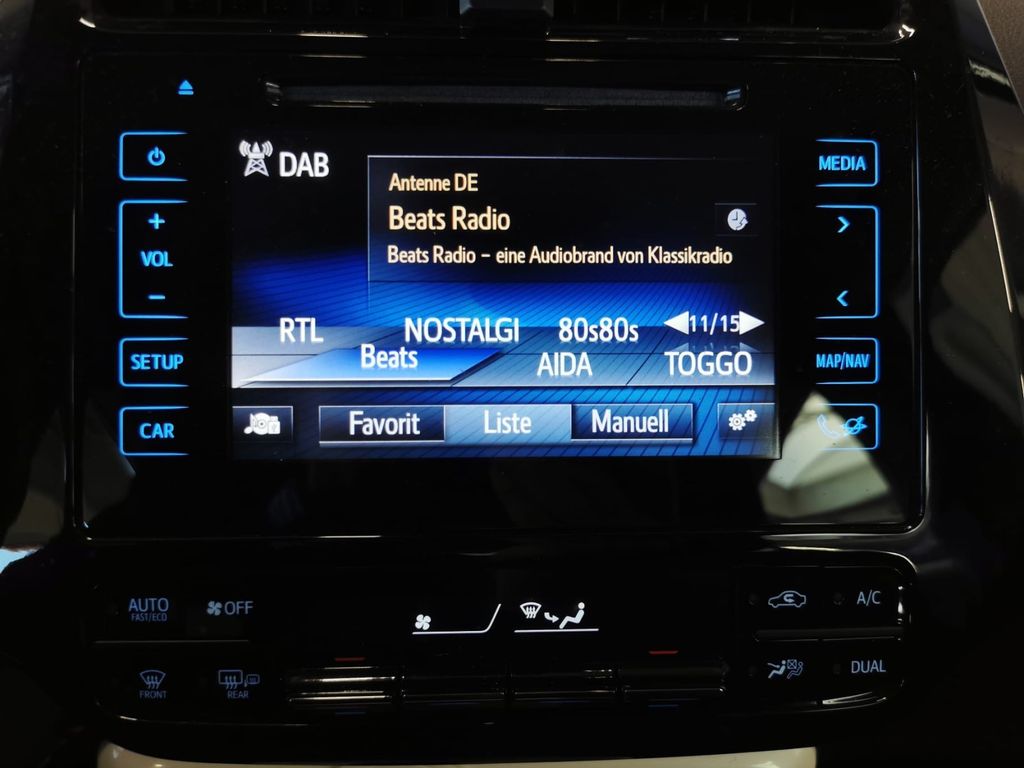 DAB
MEDIA
Antenne DE
Beats Radio
Beats Radio – eine Audiobrand von Klassikradio
+
VOL
−
RTL NOSTALGI 80s80s 11/15
Beats AIDA TOGGO
SETUP
MAP/NAV
CAR
Favorit Liste Manuell
AUTO
FAST/ECO
OFF
A/C
FRONT
REAR
DUAL